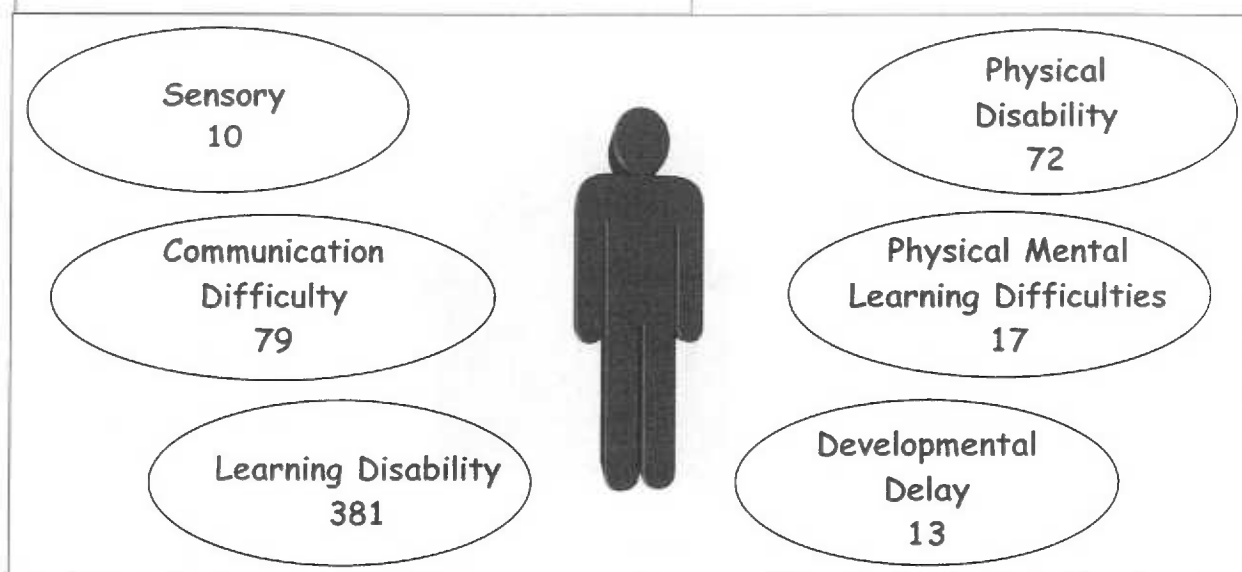 Sensory
10
Physical
Disability
72
Communication
Difficulty
79
Physical Mental
Learning Difficulties
17
Learning Disability
381
Developmental
Delay
13